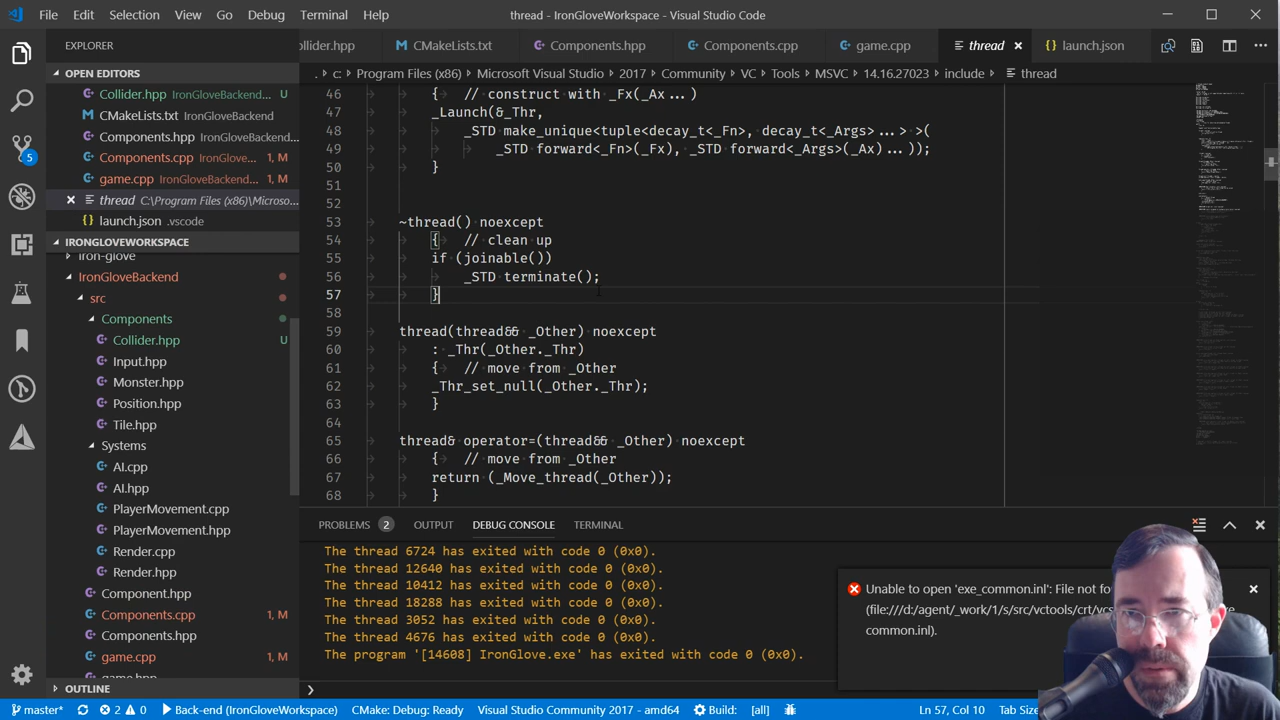 File Edit Selection View Go Debug Terminal Help
thread - IronGloveWorkspace - Visual Studio Code
EXPLORER
ollider.hpp CMakeLists.txt Components.hpp Components.cpp game.cpp thread launch.json
. c: Program Files (x86) Microsoft Visual Studio 2017 Community VC Tools MSVC 14.16.27023 include thread
OPEN EDITORS
Collider.hpp IronGloveBackend... U
CMakeLists.txt IronGloveBackend
Components.hpp IronGloveBackend...
Components.cpp IronGlov... 1, M
game.cpp IronGloveBackend... 1, M
thread C:\Program Files (x86)\Microso...
launch.json .vscode
IRONGLOVEWORKSPACE
iron-glove
IronGloveBackend
src
Components
Collider.hpp U
Input.hpp
Monster.hpp
Position.hpp
Tile.hpp
Systems
AI.cpp
AI.hpp
PlayerMovement.cpp
PlayerMovement.hpp
Render.cpp
Render.hpp
Component.hpp
Components.cpp 1, M
Components.hpp
game.cpp 1, M
game.hpp
OUTLINE
5
46 { // construct with _Fx(_Ax...)
47 _Launch(&_Thr,
48 _STD make_unique<tuple<decay_t<_Fn>, decay_t<_Args>...> >(
49 _STD forward<_Fn>(_Fx), _STD forward<_Args>(_Ax)...));
50 }
51
52
53 ~thread() noexcept
54 { // clean up
55 if (joinable())
56 _STD terminate();
57 }
58
59 thread(thread&& _Other) noexcept
60 : _Thr(_Other._Thr)
61 { // move from _Other
62 _Thr_set_null(_Other._Thr);
63 }
64
65 thread& operator=(thread&& _Other) noexcept
66 { // move from _Other
67 return (_Move_thread(_Other));
68 }
PROBLEMS 2 OUTPUT DEBUG CONSOLE TERMINAL
The thread 6724 has exited with code 0 (0x0).
The thread 12640 has exited with code 0 (0x0).
The thread 10412 has exited with code 0 (0x0).
The thread 18288 has exited with code 0 (0x0).
The thread 3052 has exited with code 0 (0x0).
The thread 4676 has exited with code 0 (0x0).
The program '[14608] IronGlove.exe' has exited with code 0 (0x0).
Unable to open 'exe_common.inl': File not fo
(file:///d:/agent/_work/1/s/src/vctools/crt/vcs
common.inl).
master* 2 0 Back-end (IronGloveWorkspace) CMake: Debug: Ready Visual Studio Community 2017 - amd64 Build: [all] Ln 57, Col 10 Tab Size